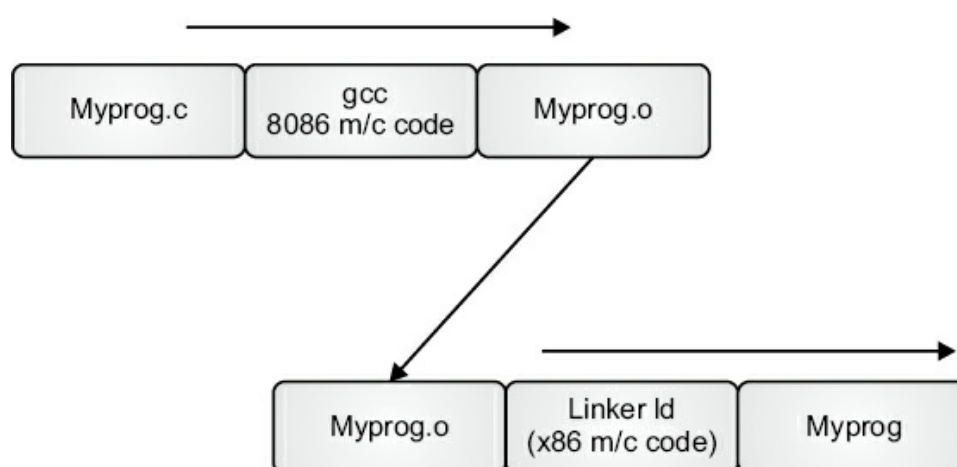 Myprog.c
gcc
8086 m/c code
Myprog.o
Myprog.o
Linker ld
(x86 m/c code)
Myprog